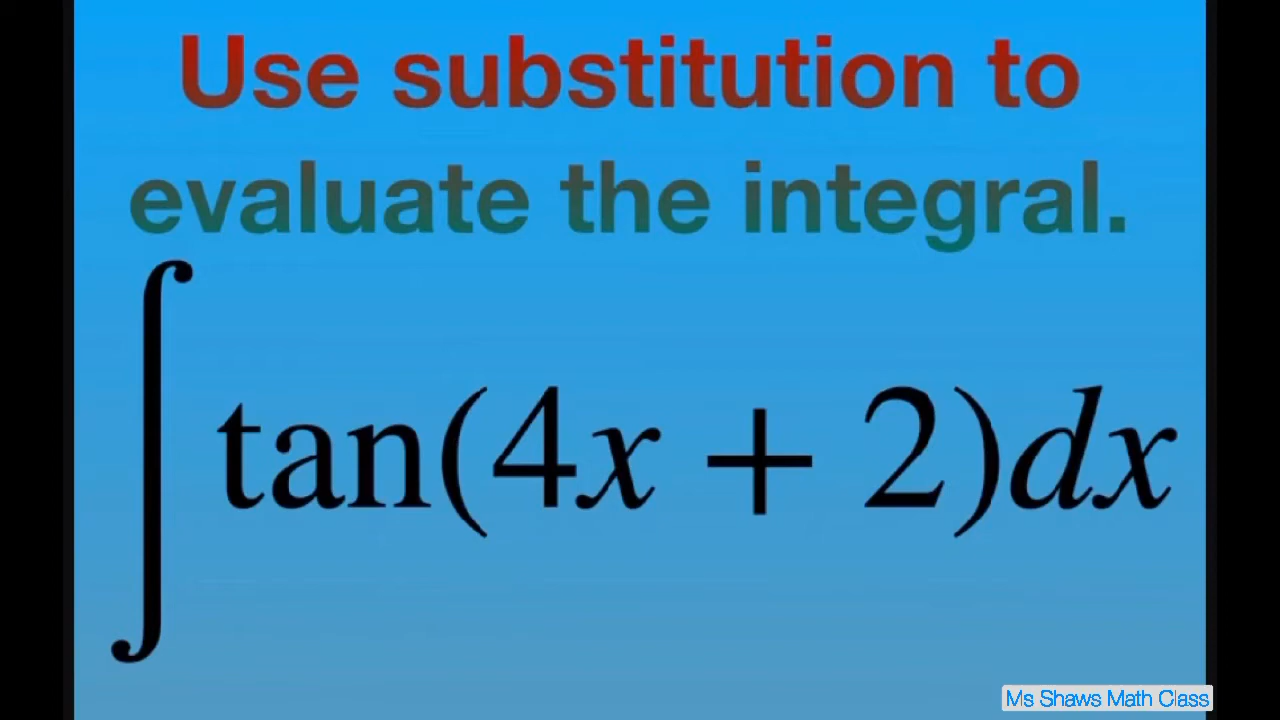 Use substitution to
evaluate the integral.
∫ tan(4x + 2)dx
Ms Shaws Math Class